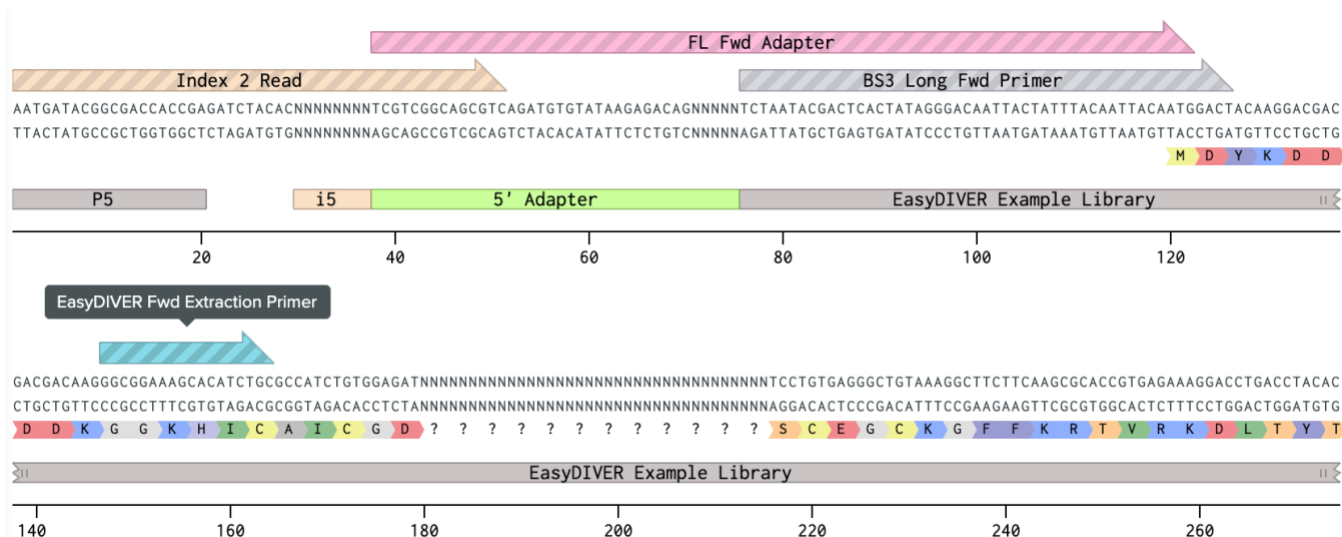 FL Fwd Adapter
Index 2 Read
BS3 Long Fwd Primer
AATGATACGGCGACCACCGAGATCTACACNNNNNNNNTCGTCGGCAGCGTCAGATGTGTATAAGAGACAGNNNNNTCTAATACGACTCACTATAGGGACAATTACTATTTACAATTACAATGGACTACAAGGACGAC
TTACTATGCCGCTGGTGGCTCTAGATGTGNNNNNNNNAGCAGCCGTCGCAGTCTACACATATTCTCTGTCNNNNNAGATTATGCTGAGTGATATCCCTGTTAATGATAAATGTTAATGTTACCTGATGTTCCTGCTG
M D Y K D D
P5 i5 5' Adapter EasyDIVER Example Library
20 40 60 80 100 120
EasyDIVER Fwd Extraction Primer
GACGACAAGGGCGGAAAGCACATCTGCGCCATCTGTGGAGATNNNNNNNNNNNNNNNNNNNNNNNNNNNNNNNNNNNNTCCTGTGAGGGCTGTAAAGGCTTCTTCAAGCGCACCGTGAGAAAGGACCTGACCTACAC
CTGCTGTTCCCGCCTTTCGTGTAGACGCGGTAGACACCTCTANNNNNNNNNNNNNNNNNNNNNNNNNNNNNNNNNNNNAGGACACTCCCGACATTTCCGAAGAAGTTCGCGTGGCACTCTTTCCTGGACTGGATGTG
D D K G G K H I C A I C G D ? ? ? ? ? ? ? ? ? ? ? ? S C E G C K G F F K R T V R K D L T Y T
EasyDIVER Example Library
140 160 180 200 220 240 260